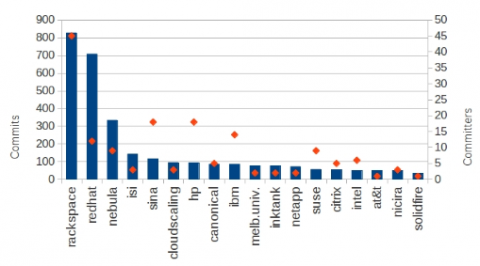 900
800
700
600
500
400
300
200
100
0
Commits
50
45
40
35
30
25
20
15
10
5
0
Committers
rackspace
redhat
nebula
isi
sina
cloudscaling
hp
canonical
ibm
melb.univ.
inktank
netapp
suse
citrix
intel
at&t
nicira
solidfire